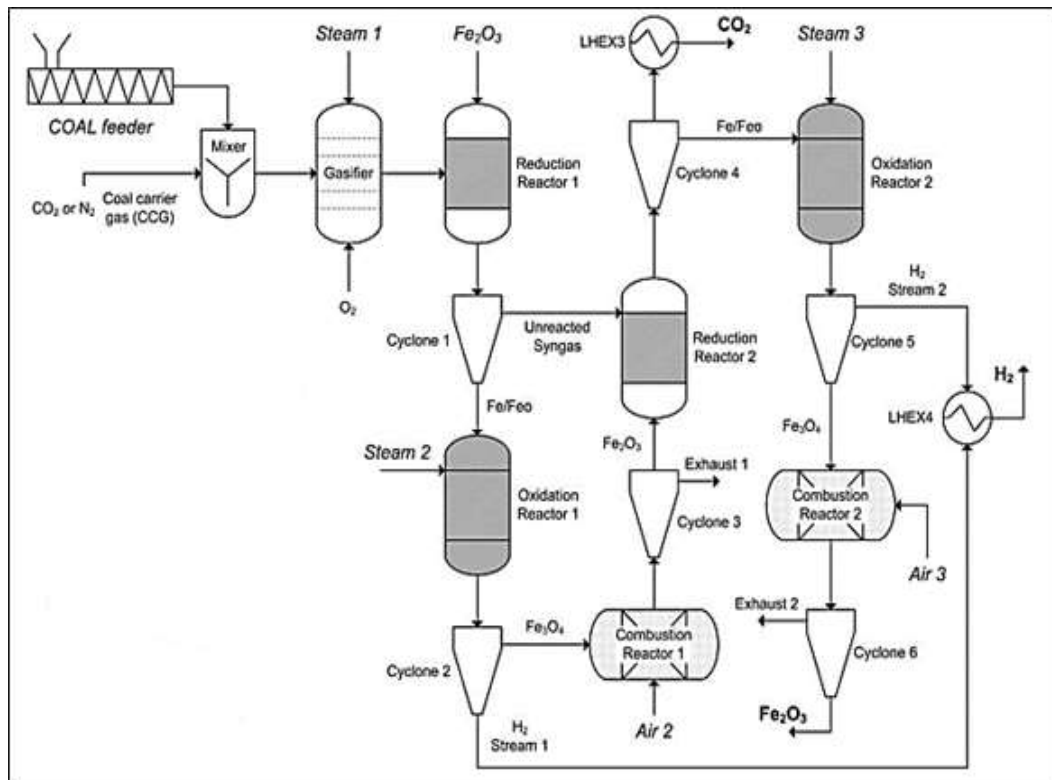 Steam 1
Fe₂O₃
LHEX3
CO₂
Steam 3
COAL feeder
Mixer
Gasifier
Reduction
Reactor 1
Cyclone 4
Fe/Feo
Oxidation
Reactor 2
CO₂ or N₂
Coal carrier
gas (CCG)
O₂
Cyclone 1
Unreacted
Syngas
Reduction
Reactor 2
H₂
Stream 2
Cyclone 5
H₂
LHEX4
Fe/Feo
Steam 2
Oxidation
Reactor 1
Fe₂O₃
Exhaust 1
Cyclone 3
Fe₃O₄
Combustion
Reactor 2
Air 3
Cyclone 2
Fe₃O₄
Combustion
Reactor 1
Air 2
Exhaust 2
Cyclone 6
Fe₂O₃
H₂
Stream 1